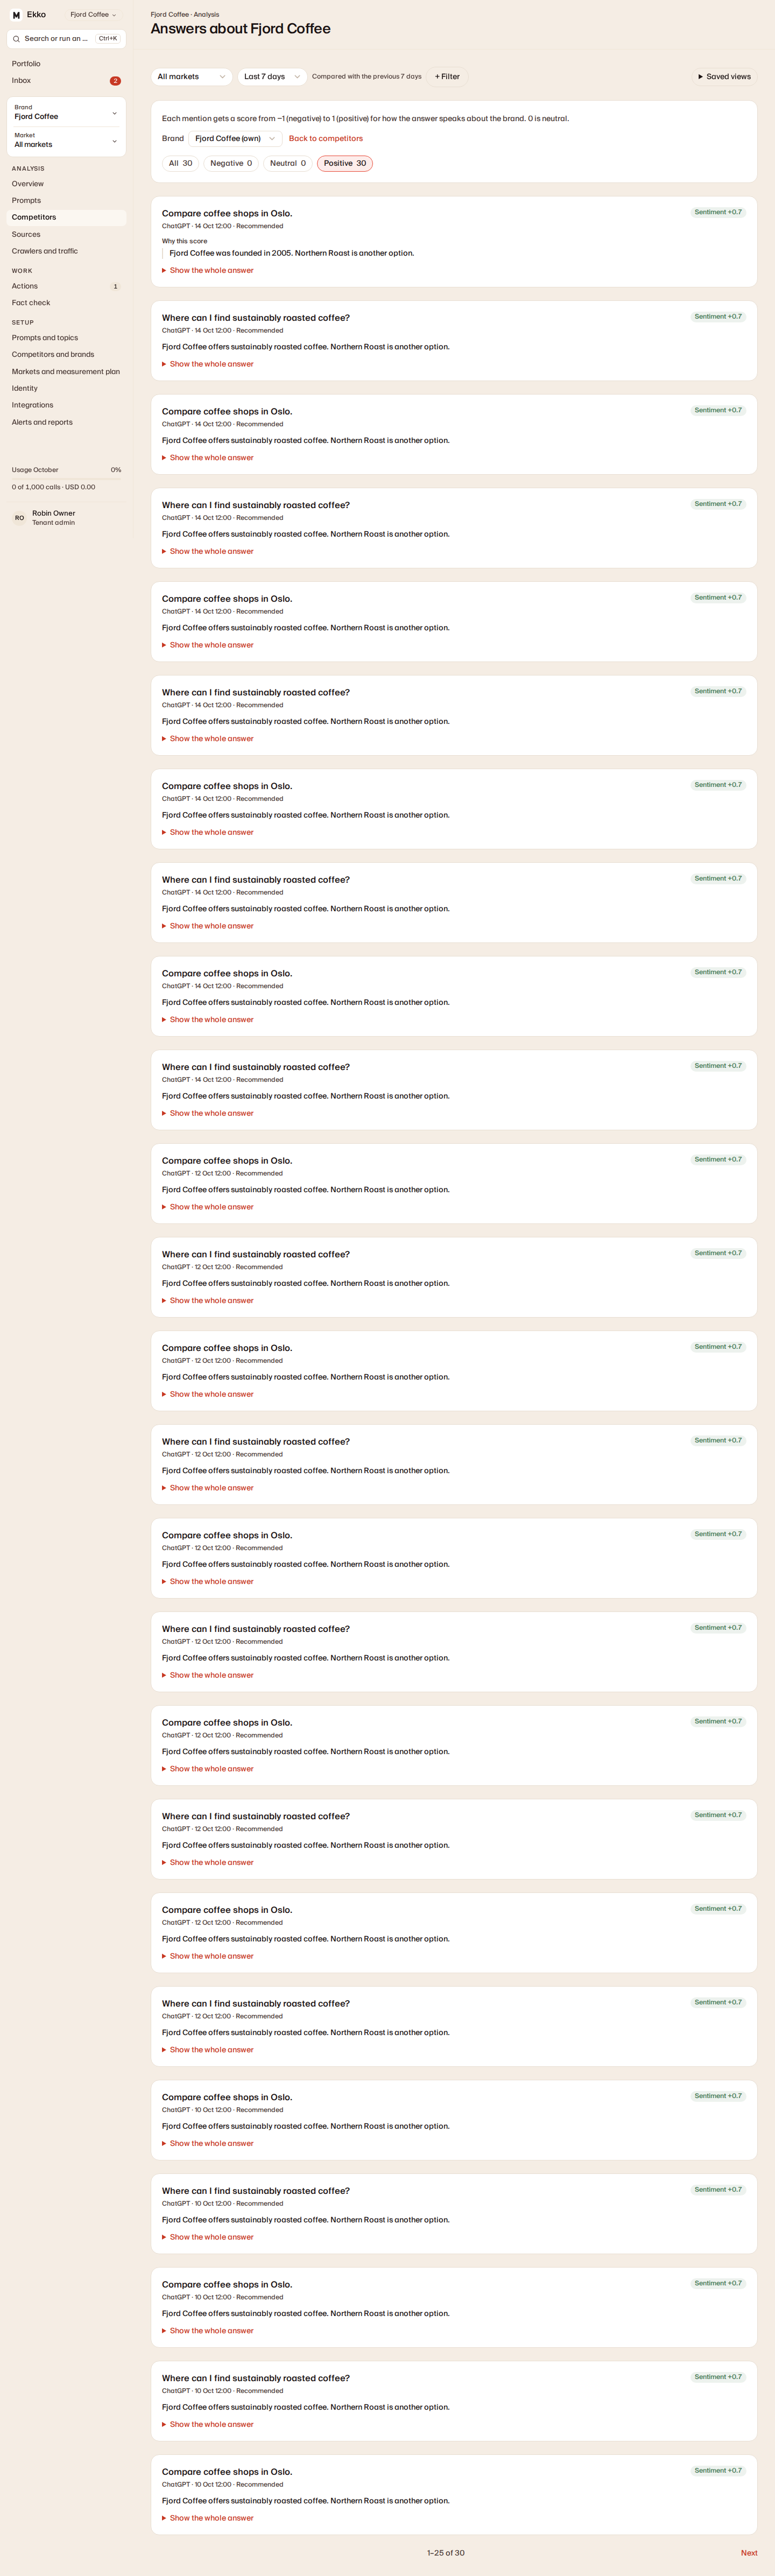 Ekko
Fjord Coffee
Search or run an ...
Ctrl+K
Portfolio
Inbox 2
Brand
Fjord Coffee
Market
All markets
ANALYSIS
Overview
Prompts
Competitors
Sources
Crawlers and traffic
WORK
Actions 1
Fact check
SETUP
Prompts and topics
Competitors and brands
Markets and measurement plan
Identity
Integrations
Alerts and reports
Usage October 0%
0 of 1,000 calls · USD 0.00
RO
Robin Owner
Tenant admin
Fjord Coffee · Analysis
Answers about Fjord Coffee
All markets
Last 7 days
Compared with the previous 7 days
+ Filter
Saved views
Each mention gets a score from −1 (negative) to 1 (positive) for how the answer speaks about the brand. 0 is neutral.
Brand Fjord Coffee (own) Back to competitors
All 30 Negative 0 Neutral 0 Positive 30
Compare coffee shops in Oslo. Sentiment +0.7
ChatGPT · 14 Oct 12:00 · Recommended
Why this score
Fjord Coffee was founded in 2005. Northern Roast is another option.
Show the whole answer
Where can I find sustainably roasted coffee? Sentiment +0.7
ChatGPT · 14 Oct 12:00 · Recommended
Fjord Coffee offers sustainably roasted coffee. Northern Roast is another option.
Show the whole answer
Compare coffee shops in Oslo. Sentiment +0.7
ChatGPT · 14 Oct 12:00 · Recommended
Fjord Coffee offers sustainably roasted coffee. Northern Roast is another option.
Show the whole answer
Where can I find sustainably roasted coffee? Sentiment +0.7
ChatGPT · 14 Oct 12:00 · Recommended
Fjord Coffee offers sustainably roasted coffee. Northern Roast is another option.
Show the whole answer
Compare coffee shops in Oslo. Sentiment +0.7
ChatGPT · 14 Oct 12:00 · Recommended
Fjord Coffee offers sustainably roasted coffee. Northern Roast is another option.
Show the whole answer
Where can I find sustainably roasted coffee? Sentiment +0.7
ChatGPT · 14 Oct 12:00 · Recommended
Fjord Coffee offers sustainably roasted coffee. Northern Roast is another option.
Show the whole answer
Compare coffee shops in Oslo. Sentiment +0.7
ChatGPT · 14 Oct 12:00 · Recommended
Fjord Coffee offers sustainably roasted coffee. Northern Roast is another option.
Show the whole answer
Where can I find sustainably roasted coffee? Sentiment +0.7
ChatGPT · 14 Oct 12:00 · Recommended
Fjord Coffee offers sustainably roasted coffee. Northern Roast is another option.
Show the whole answer
Compare coffee shops in Oslo. Sentiment +0.7
ChatGPT · 14 Oct 12:00 · Recommended
Fjord Coffee offers sustainably roasted coffee. Northern Roast is another option.
Show the whole answer
Where can I find sustainably roasted coffee? Sentiment +0.7
ChatGPT · 14 Oct 12:00 · Recommended
Fjord Coffee offers sustainably roasted coffee. Northern Roast is another option.
Show the whole answer
Compare coffee shops in Oslo. Sentiment +0.7
ChatGPT · 12 Oct 12:00 · Recommended
Fjord Coffee offers sustainably roasted coffee. Northern Roast is another option.
Show the whole answer
Where can I find sustainably roasted coffee? Sentiment +0.7
ChatGPT · 12 Oct 12:00 · Recommended
Fjord Coffee offers sustainably roasted coffee. Northern Roast is another option.
Show the whole answer
Compare coffee shops in Oslo. Sentiment +0.7
ChatGPT · 12 Oct 12:00 · Recommended
Fjord Coffee offers sustainably roasted coffee. Northern Roast is another option.
Show the whole answer
Where can I find sustainably roasted coffee? Sentiment +0.7
ChatGPT · 12 Oct 12:00 · Recommended
Fjord Coffee offers sustainably roasted coffee. Northern Roast is another option.
Show the whole answer
Compare coffee shops in Oslo. Sentiment +0.7
ChatGPT · 12 Oct 12:00 · Recommended
Fjord Coffee offers sustainably roasted coffee. Northern Roast is another option.
Show the whole answer
Where can I find sustainably roasted coffee? Sentiment +0.7
ChatGPT · 12 Oct 12:00 · Recommended
Fjord Coffee offers sustainably roasted coffee. Northern Roast is another option.
Show the whole answer
Compare coffee shops in Oslo. Sentiment +0.7
ChatGPT · 12 Oct 12:00 · Recommended
Fjord Coffee offers sustainably roasted coffee. Northern Roast is another option.
Show the whole answer
Where can I find sustainably roasted coffee? Sentiment +0.7
ChatGPT · 12 Oct 12:00 · Recommended
Fjord Coffee offers sustainably roasted coffee. Northern Roast is another option.
Show the whole answer
Compare coffee shops in Oslo. Sentiment +0.7
ChatGPT · 12 Oct 12:00 · Recommended
Fjord Coffee offers sustainably roasted coffee. Northern Roast is another option.
Show the whole answer
Where can I find sustainably roasted coffee? Sentiment +0.7
ChatGPT · 12 Oct 12:00 · Recommended
Fjord Coffee offers sustainably roasted coffee. Northern Roast is another option.
Show the whole answer
Compare coffee shops in Oslo. Sentiment +0.7
ChatGPT · 10 Oct 12:00 · Recommended
Fjord Coffee offers sustainably roasted coffee. Northern Roast is another option.
Show the whole answer
Where can I find sustainably roasted coffee? Sentiment +0.7
ChatGPT · 10 Oct 12:00 · Recommended
Fjord Coffee offers sustainably roasted coffee. Northern Roast is another option.
Show the whole answer
Compare coffee shops in Oslo. Sentiment +0.7
ChatGPT · 10 Oct 12:00 · Recommended
Fjord Coffee offers sustainably roasted coffee. Northern Roast is another option.
Show the whole answer
Where can I find sustainably roasted coffee? Sentiment +0.7
ChatGPT · 10 Oct 12:00 · Recommended
Fjord Coffee offers sustainably roasted coffee. Northern Roast is another option.
Show the whole answer
Compare coffee shops in Oslo. Sentiment +0.7
ChatGPT · 10 Oct 12:00 · Recommended
Fjord Coffee offers sustainably roasted coffee. Northern Roast is another option.
Show the whole answer
1–25 of 30
Next